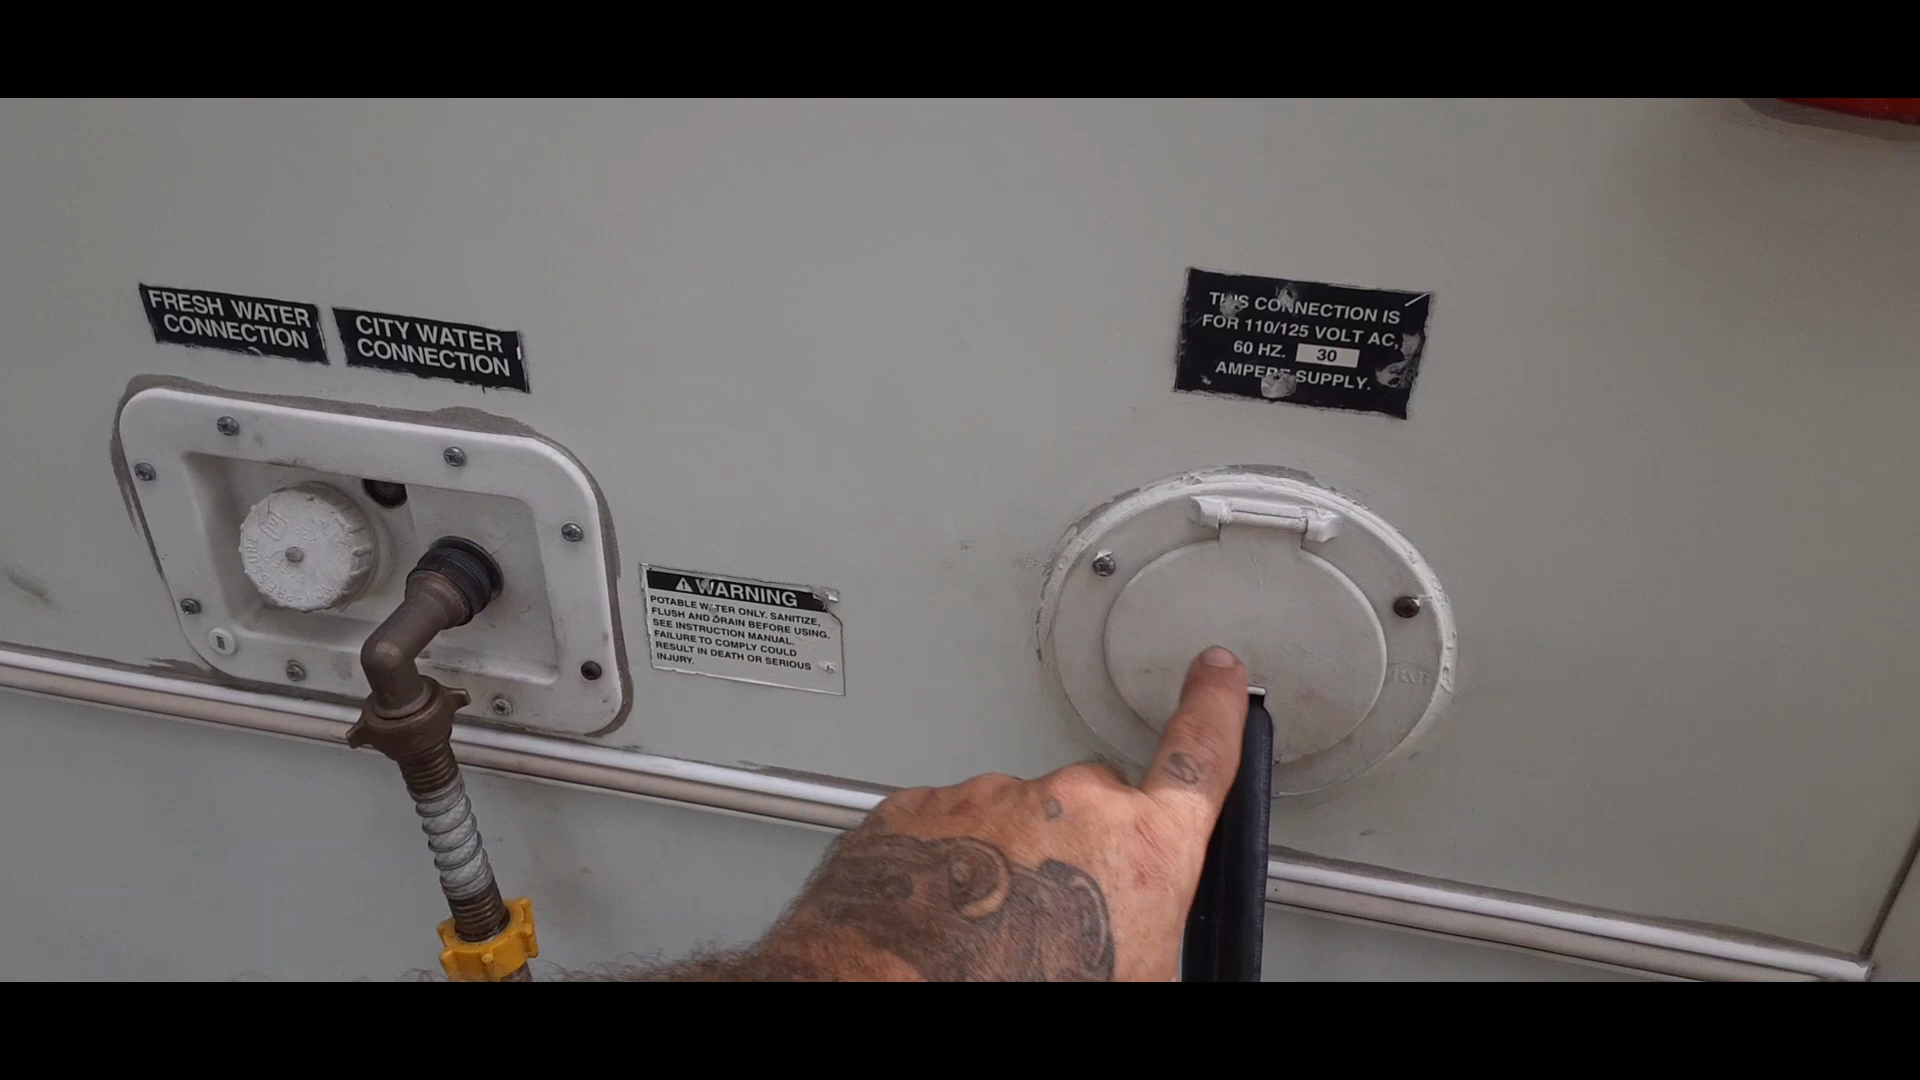 FRESH WATER
CONNECTION
CITY WATER
CONNECTION
THIS CONNECTION IS
FOR 110/125 VOLT AC,
60 HZ. 30
AMPERE SUPPLY.
WARNING
POTABLE WATER ONLY. SANITIZE,
FLUSH AND DRAIN BEFORE USING.
SEE INSTRUCTION MANUAL.
FAILURE TO COMPLY COULD
RESULT IN DEATH OR SERIOUS
INJURY.